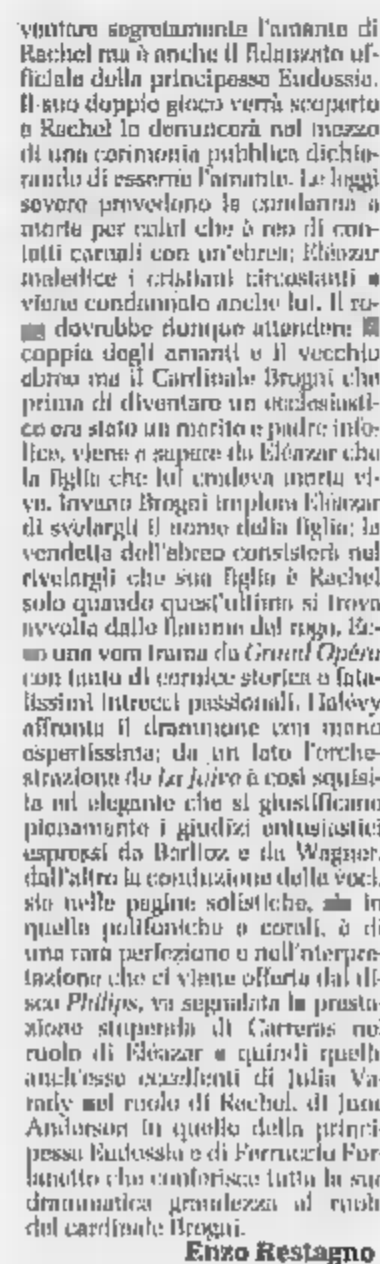 ventare segretamente l'amante di
Rachel ma è anche il fidanzato uf-
ficiale della principessa Eudossia.
Il suo doppio gioco verrà scoperto
e Rachel lo denuncerà nel mezzo
di una cerimonia pubblica dichia-
rando di esserne l'amante. Le leggi
severe prevedono la condanna a
morte per colui che è reo di con-
tatti carnali con un'ebrea; Eléazar
maledice i cristiani circostanti e
viene condannato anche lui. Il ro-
dovrebbe dunque attendere
coppia degli amanti e il vecchio
ebreo ma il Cardinale Brogni che
prima di diventare un ecclesiasti-
co era stato un marito e padre infe-
lice, viene a sapere da Eléazar che
la figlia che lui credeva morta vi-
ve. Invano Brogni implora Eléazar
di svelargli il nome della figlia; la
vendetta dell'ebreo consisterà nel
rivelargli che sua figlia è Rachel
solo quando quest'ultima si trova
avvolta dalle fiamme del rogo. Ec-
co una vera trama da Grand Opéra
con tanto di cornice storica e fata-
lissimi intrecci passionali. Halévy
affronta il drammone con mano
espertissima; da un lato l'orche-
strazione de La Juive è così squisi-
ta ed elegante che si giustificano
pienamente i giudizi entusiastici
espressi da Berlioz e da Wagner,
dall'altro la conduzione delle voci,
sia nelle pagine solistiche, sia in
quelle polifoniche o corali, è di
una rara perfezione e nell'nterpre-
tazione che ci viene offerta dal di-
sco Philips, va segnalata la presta-
zione stupenda di Carreras nel
ruolo di Eléazar e quindi quelle
anch'esse eccellenti di Julia Va-
rady nel ruolo di Rachel, di June
Anderson in quello della princi-
pessa Eudossia e di Ferruccio Fur-
lanetto che conferisce tutta la sua
drammatica grandezza al ruolo
del cardinale Brogni.
Enzo Restagno